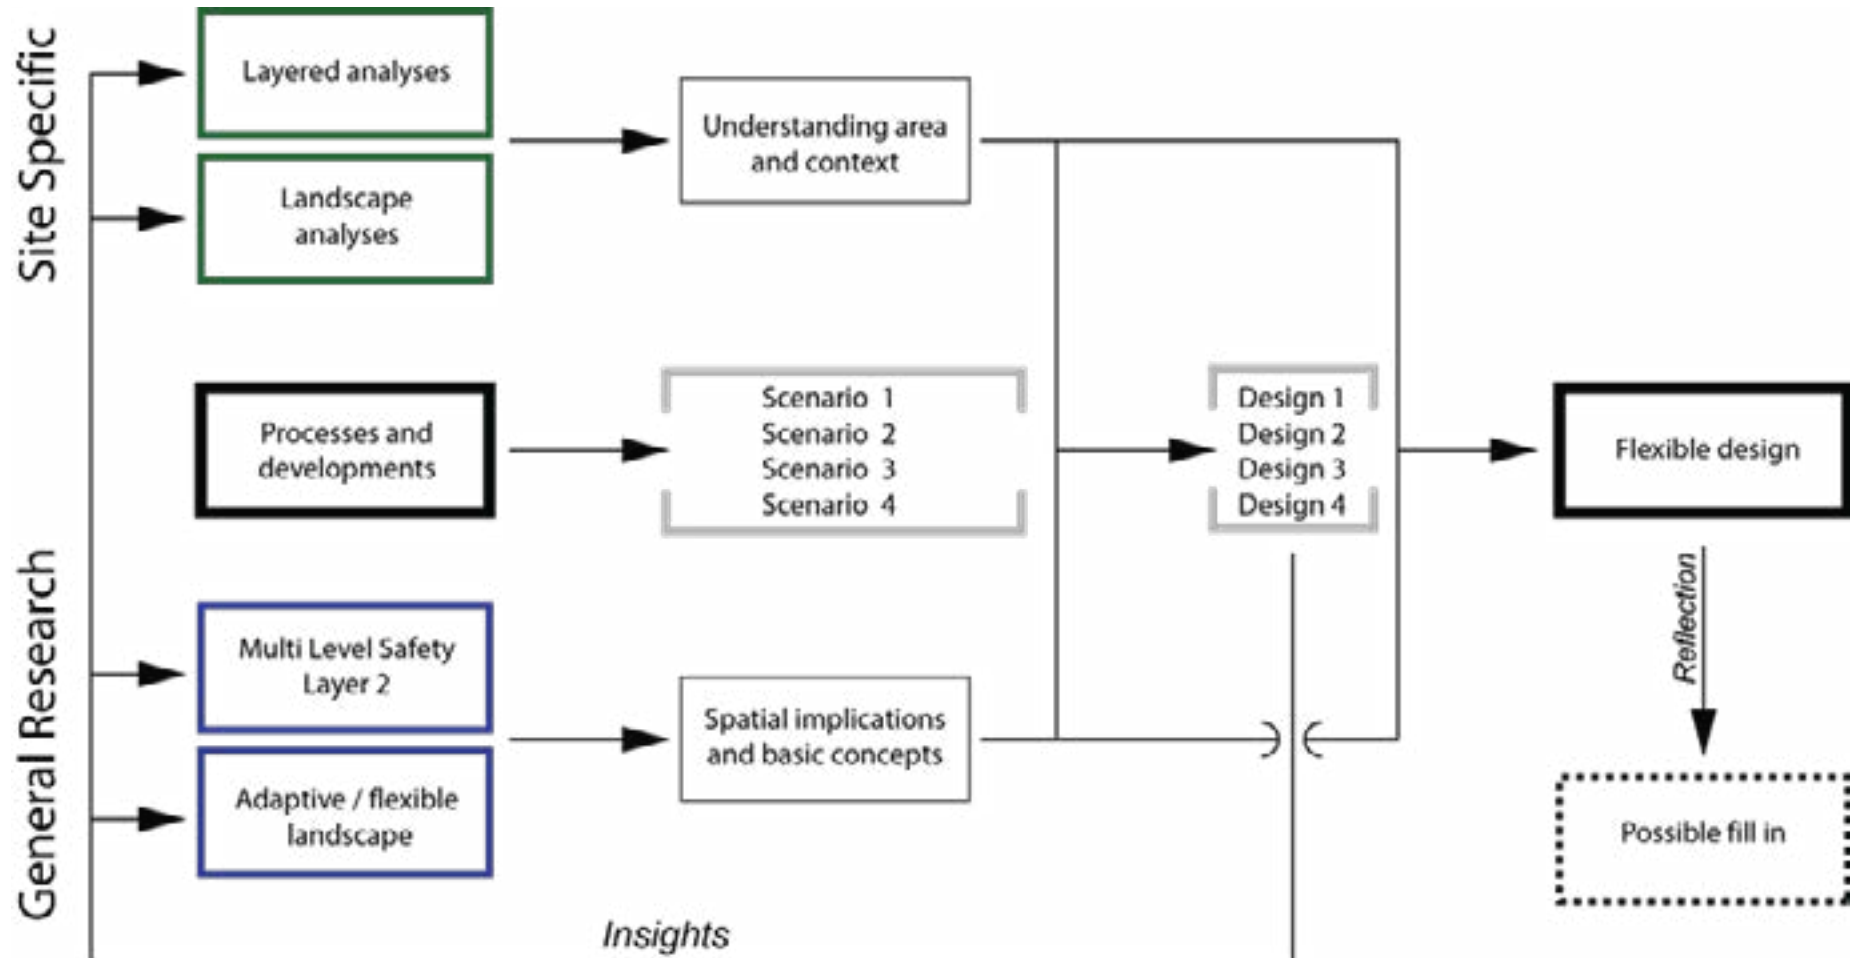 Site Specific
Layered analyses
Landscape
analyses
Understanding area
and context
Processes and
developments
Scenario 1
Scenario 2
Scenario 3
Scenario 4
Design 1
Design 2
Design 3
Design 4
Flexible design
Reflection
Possible fill in
General Research
Multi Level Safety
Layer 2
Adaptive / flexible
landscape
Spatial implications
and basic concepts
Insights